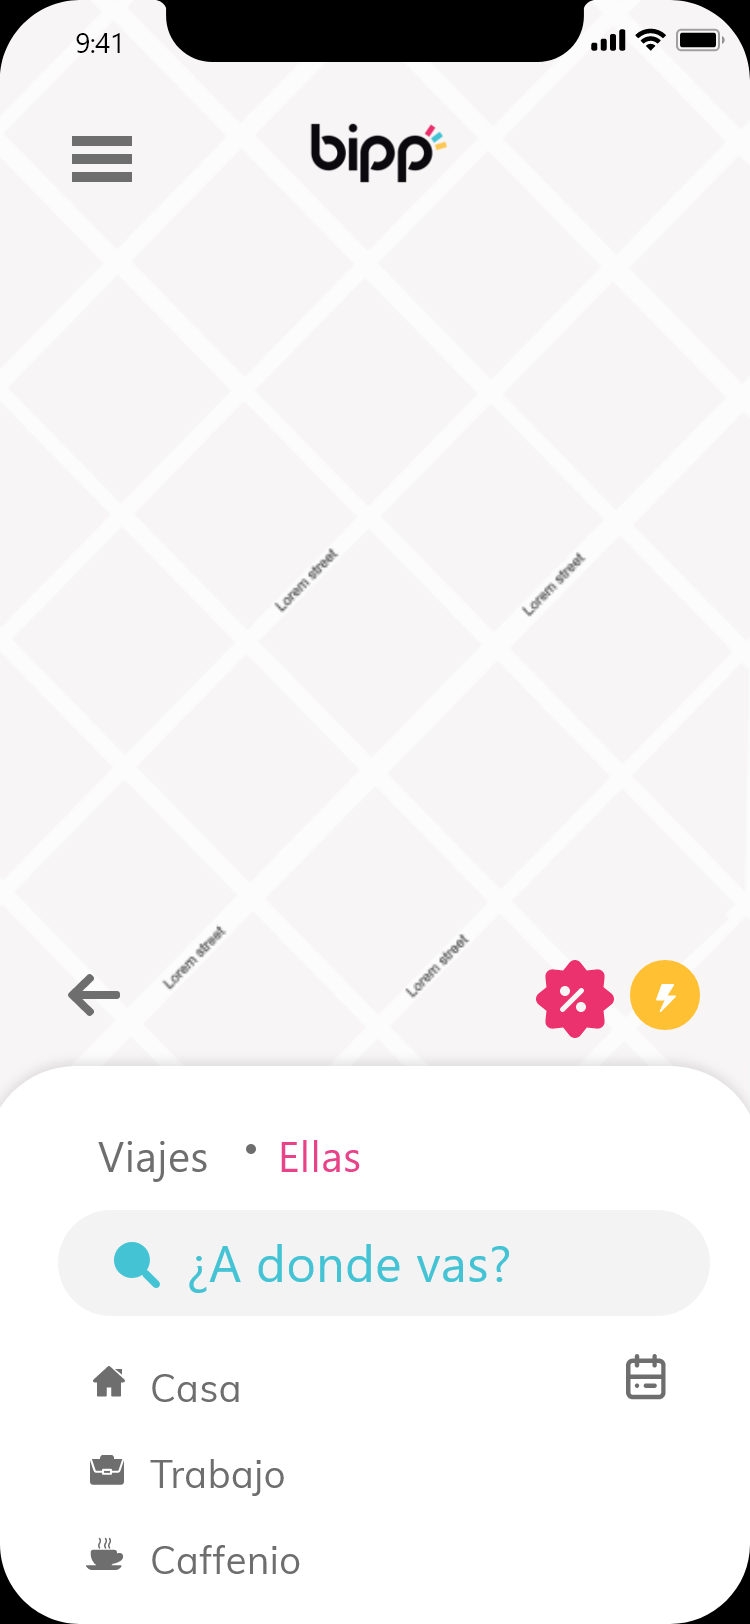 9:41
bipp
Lorem street
Lorem street
Lorem street
Lorem street
Viajes • Ellas
¿A donde vas?
Casa
Trabajo
Caffenio